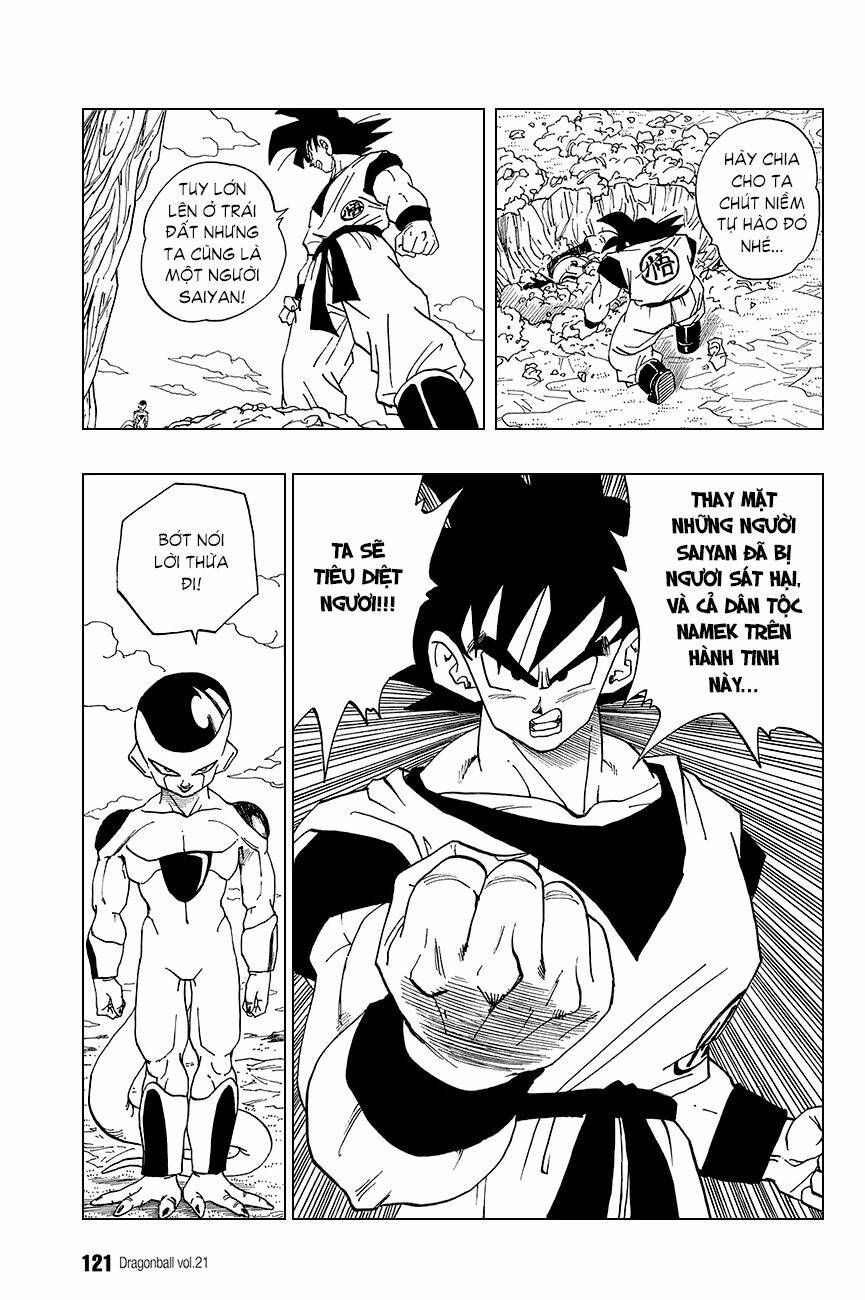 HÃY CHIA
CHO TA
CHÚT NIỀM
TỰ HÀO ĐÓ
NHÉ...
悟
TUY LỚN
LÊN Ở TRÁI
ĐẤT NHƯNG
TA CŨNG LÀ
MỘT NGƯỜI
SAIYAN!
THAY MẶT
NHỮNG NGƯỜI
SAIYAN ĐÃ BỊ
NGƯƠI SÁT HẠI,
VÀ CẢ DÂN TỘC
NAMEK TRÊN
HÀNH TINH
NÀY...
TA SẼ
TIÊU DIỆT
NGƯƠI!!!
BỚT NÓI
LỜI THỪA
ĐI!
121 Dragonball vol.21